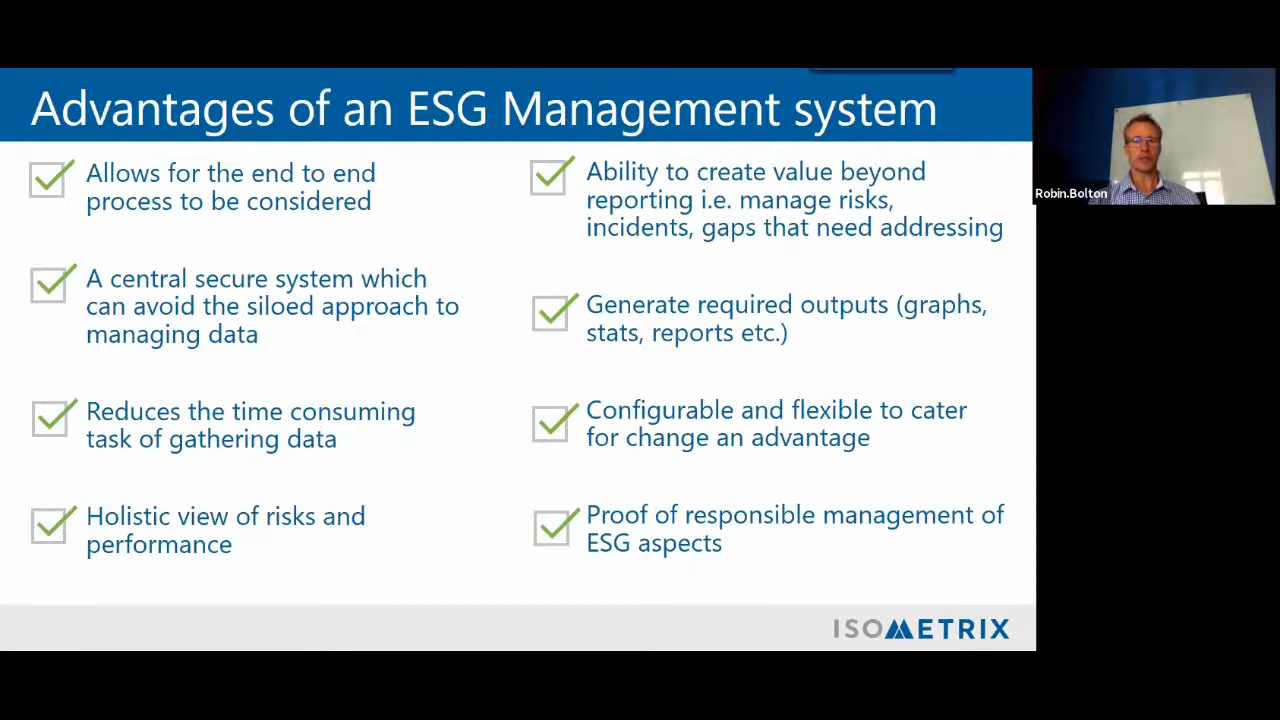 Advantages of an ESG Management system
Allows for the end to end
process to be considered
A central secure system which
can avoid the siloed approach to
managing data
Reduces the time consuming
task of gathering data
Holistic view of risks and
performance
Ability to create value beyond
reporting i.e. manage risks,
incidents, gaps that need addressing
Generate required outputs (graphs,
stats, reports etc.)
Configurable and flexible to cater
for change an advantage
Proof of responsible management of
ESG aspects
ISOMETRIX
Robin.Bolton